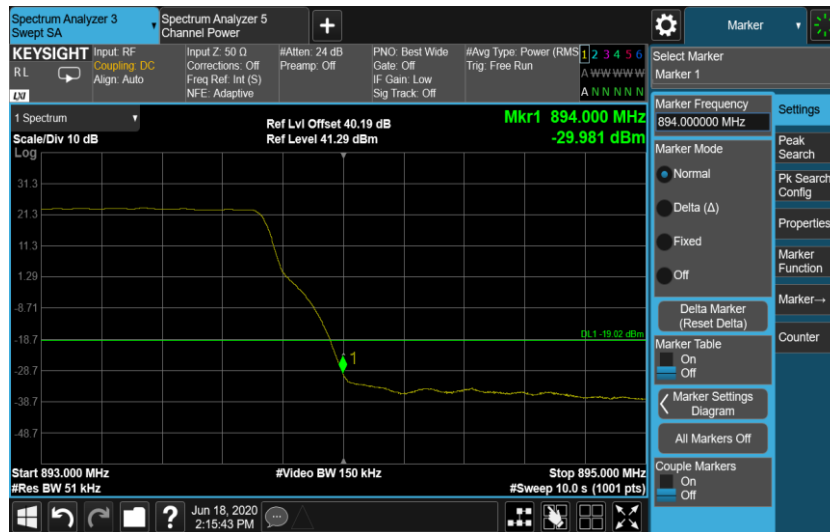 Spectrum Analyzer 3
Swept SA
Spectrum Analyzer 5
Channel Power
+
Marker
KEYSIGHT
RL
LXI
Input: RF
Coupling: DC
Align: Auto
Input Z: 50 Ω
Corrections: Off
Freq Ref: Int (S)
NFE: Adaptive
#Atten: 24 dB
Preamp: Off
PNO: Best Wide
Gate: Off
IF Gain: Low
Sig Track: Off
#Avg Type: Power (RMS
Trig: Free Run
1 2 3 4 5 6
A W W W W W
A N N N N N
Select Marker
Marker 1
1 Spectrum
Scale/Div 10 dB
Log
Ref Lvl Offset 40.19 dB
Ref Level 41.29 dBm
Mkr1 894.000 MHz
-29.981 dBm
31.3
21.3
11.3
1.29
-8.71
-18.7
-28.7
-38.7
-48.7
DL1 -19.02 dBm
1
Start 893.000 MHz
#Res BW 51 kHz
#Video BW 150 kHz
Stop 895.000 MHz
#Sweep 10.0 s (1001 pts)
Marker Frequency
894.000000 MHz
Marker Mode
Normal
Delta (Δ)
Fixed
Off
Delta Marker
(Reset Delta)
Marker Table
On
Off
Marker Settings
Diagram
All Markers Off
Couple Markers
On
Off
Settings
Peak
Search
Pk Search
Config
Properties
Marker
Function
Marker→
Counter
?
Jun 18, 2020
2:15:43 PM